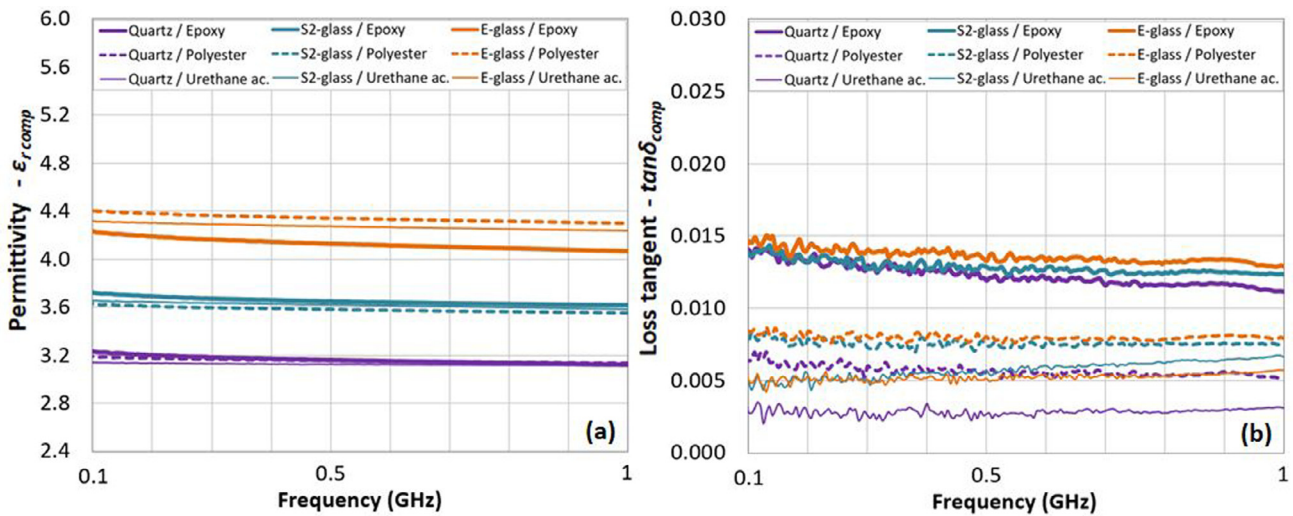 6.0
5.6
5.2
4.8
4.4
4.0
3.6
3.2
2.8
2.4
Permittivity - εr comp
Quartz / Epoxy S2-glass / Epoxy E-glass / Epoxy
Quartz / Polyester S2-glass / Polyester E-glass / Polyester
Quartz / Urethane ac. S2-glass / Urethane ac. E-glass / Urethane ac.
(a)
0.1 0.5 1
Frequency (GHz)
0.030
0.025
0.020
0.015
0.010
0.005
0.000
Loss tangent - tanδcomp
Quartz / Epoxy S2-glass / Epoxy E-glass / Epoxy
Quartz / Polyester S2-glass / Polyester E-glass / Polyester
Quartz / Urethane ac. S2-glass / Urethane ac. E-glass / Urethane ac.
(b)
0.1 0.5 1
Frequency (GHz)